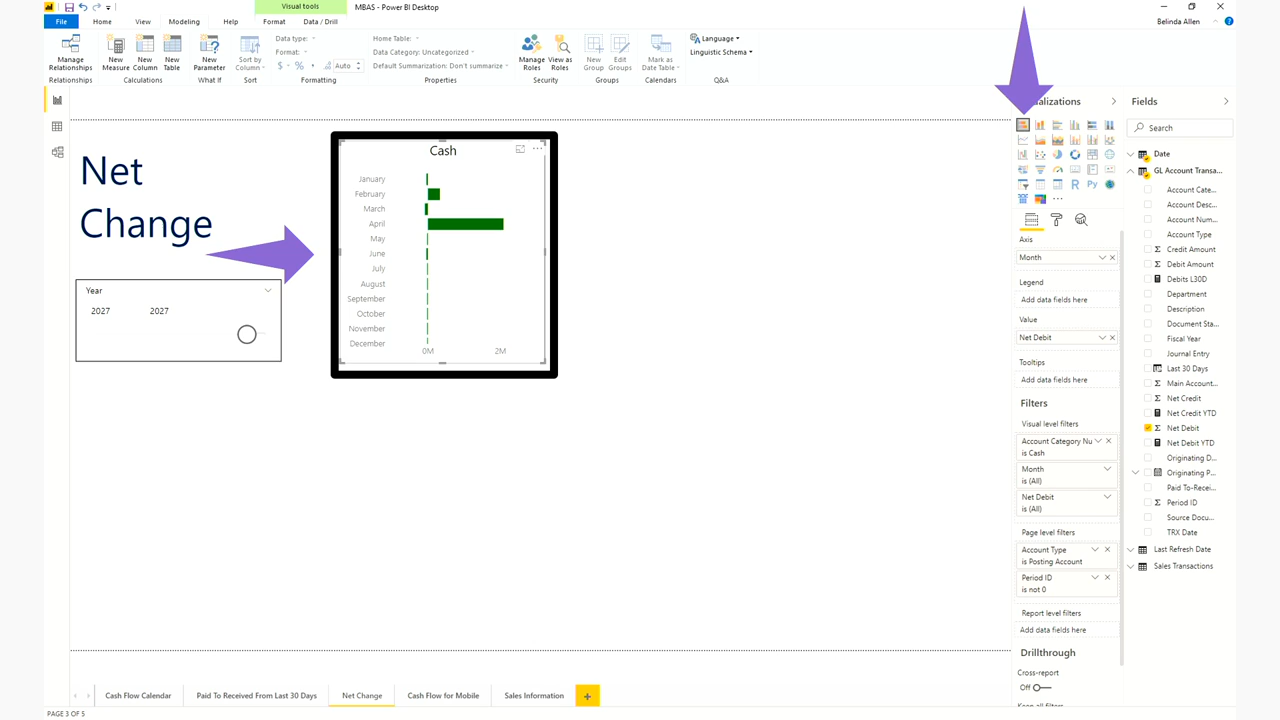 Visual tools
MBAS - Power BI Desktop
File
Home
View
Modeling
Help
Format
Data / Drill
Belinda Allen
Manage
Relationships
New
Measure
New
Column
New
Table
New
Parameter
Sort by
Column
Data type:
Format:
$ % , Auto
Home Table:
Data Category: Uncategorized
Default Summarization: Don't summarize
Manage
Roles
View as
Roles
New
Group
Edit
Groups
Mark as
Date Table
Language
Linguistic Schema
Relationships
Calculations
What If
Sort
Formatting
Properties
Security
Groups
Calendars
Q&A
Net
Change
Year
2027 2027
Cash
January
February
March
April
May
June
July
August
September
October
November
December
0M 2M
alizations
R
Py
Axis
Month
Legend
Add data fields here
Value
Net Debit
Tooltips
Add data fields here
Filters
Visual level filters
Account Category Nu
is Cash
Month
is (All)
Net Debit
is (All)
Page level filters
Account Type
is Posting Account
Period ID
is not 0
Report level filters
Add data fields here
Drillthrough
Cross-report
Off
Keep all filters
Fields
Search
Date
GL Account Transa...
Account Cate...
Account Desc...
Account Num...
Account Type
Credit Amount
Debit Amount
Debits L30D
Department
Description
Document Sta...
Fiscal Year
Journal Entry
Last 30 Days
Main Account...
Net Credit
Net Credit YTD
Net Debit
Net Debit YTD
Originating D...
Originating P...
Paid To-Recei...
Period ID
Source Docu...
TRX Date
Last Refresh Date
Sales Transactions
Cash Flow Calendar
Paid To Received From Last 30 Days
Net Change
Cash Flow for Mobile
Sales Information
PAGE 3 OF 5